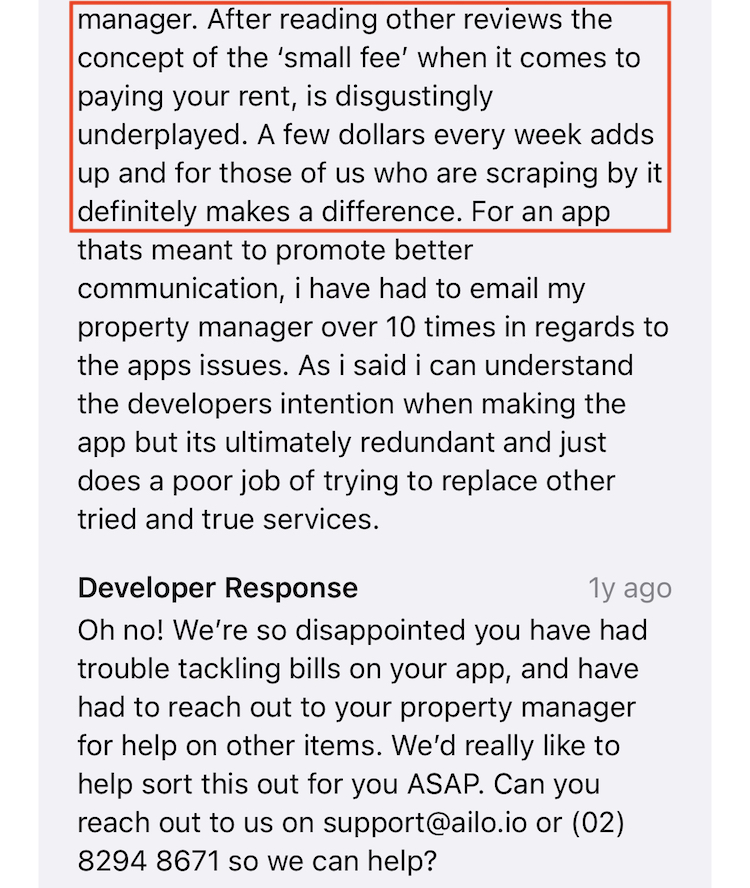 manager. After reading other reviews the
concept of the ‘small fee’ when it comes to
paying your rent, is disgustingly
underplayed. A few dollars every week adds
up and for those of us who are scraping by it
definitely makes a difference. For an app
thats meant to promote better
communication, i have had to email my
property manager over 10 times in regards to
the apps issues. As i said i can understand
the developers intention when making the
app but its ultimately redundant and just
does a poor job of trying to replace other
tried and true services.
Developer Response 1y ago
Oh no! We’re so disappointed you have had
trouble tackling bills on your app, and have
had to reach out to your property manager
for help on other items. We’d really like to
help sort this out for you ASAP. Can you
reach out to us on support@ailo.io or (02)
8294 8671 so we can help?